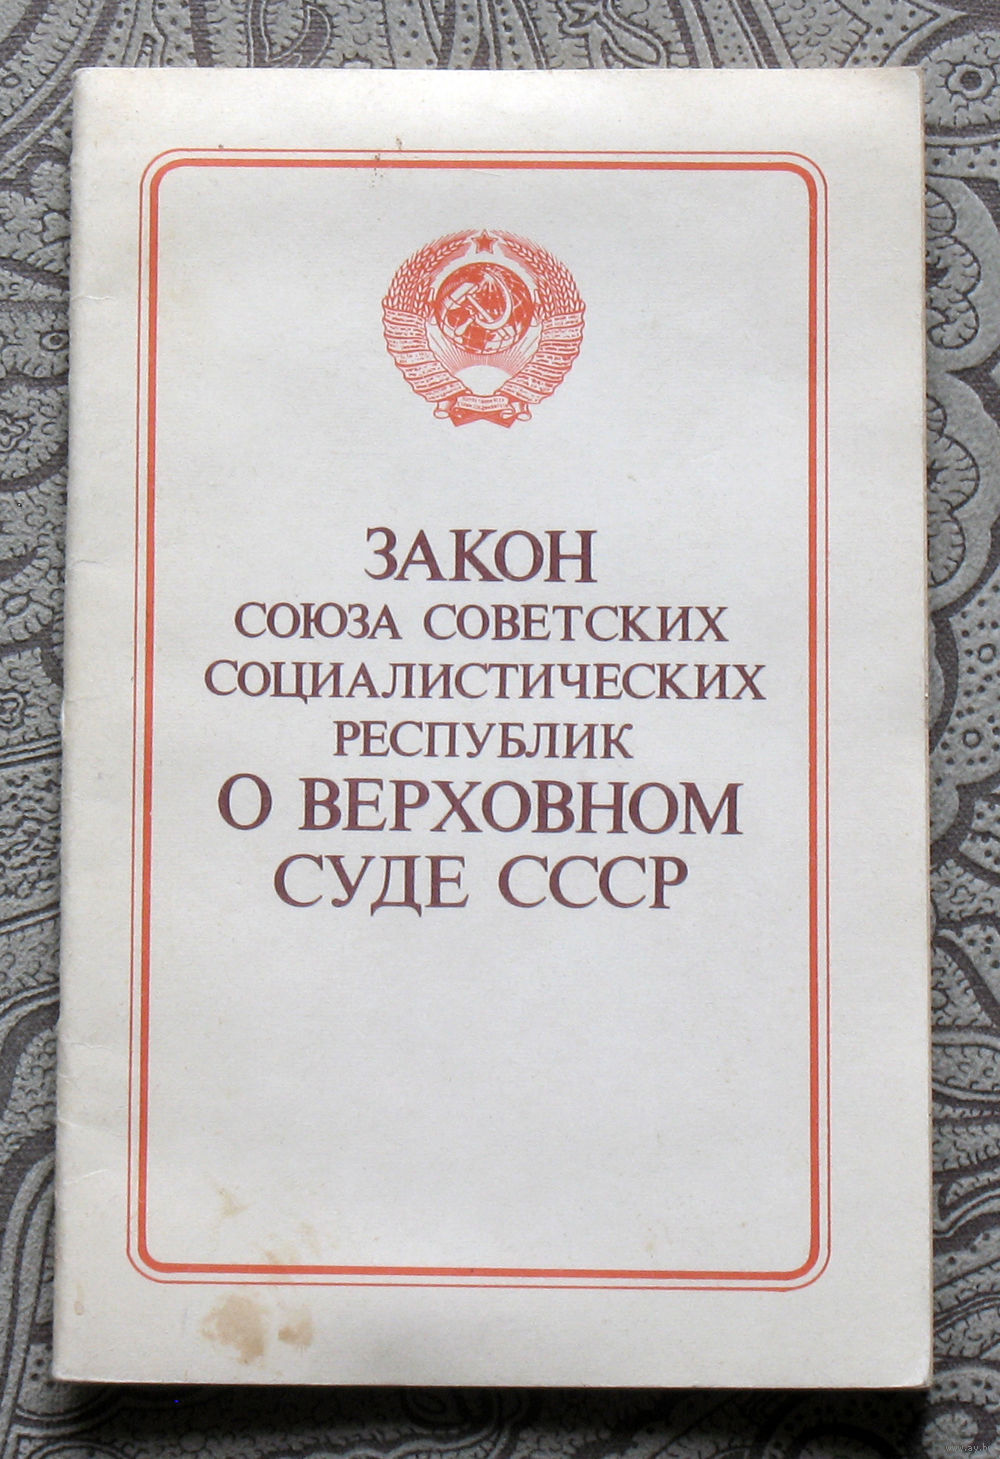 ЗАКОН
СОЮЗА СОВЕТСКИХ
СОЦИАЛИСТИЧЕСКИХ
РЕСПУБЛИК
О ВЕРХОВНОМ
СУДЕ СССР